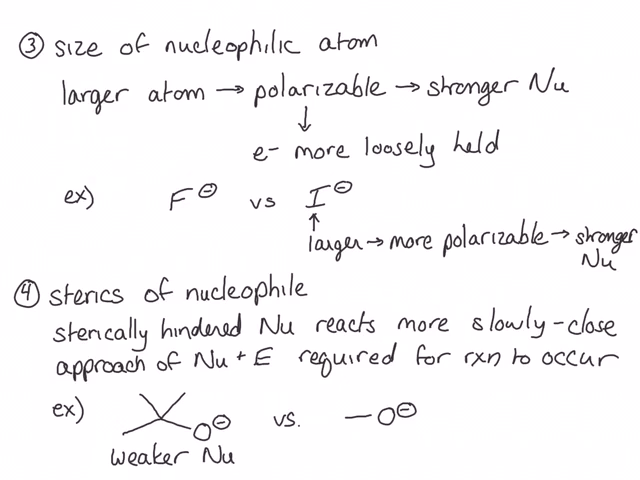 ③ size of nucleophilic atom
larger atom → polarizable → stronger Nu
↓
e- more loosely held
ex) F⊖ vs I⊖
↑
larger → more polarizable → stronger
Nu
④ sterics of nucleophile
sterically hindered Nu reacts more slowly - close
approach of Nu + E required for rxn to occur
ex) O⊖ vs. —O⊖
weaker Nu